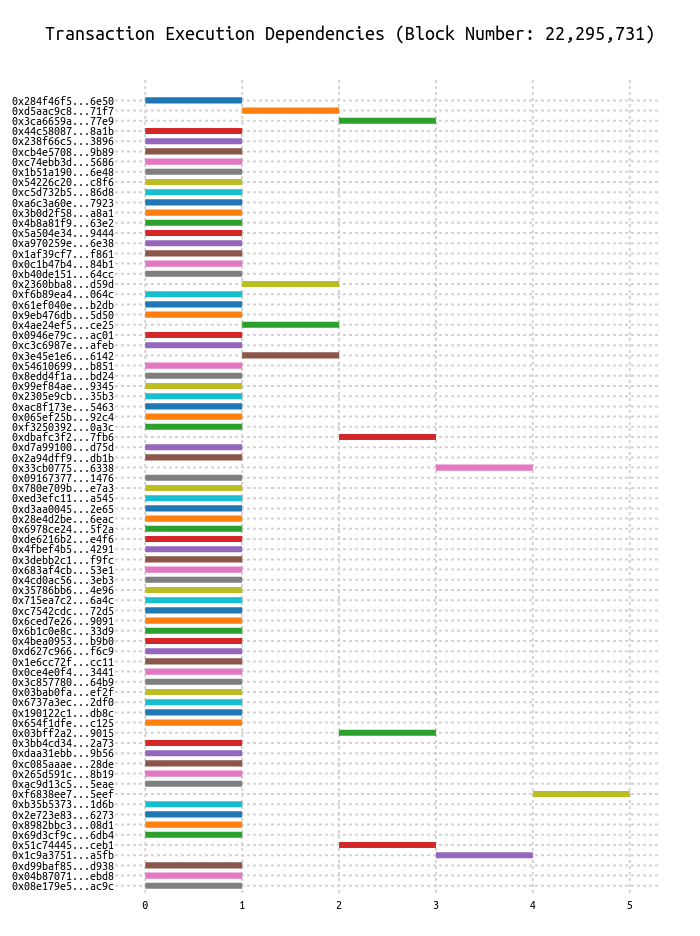 Transaction Execution Dependencies (Block Number: 22,295,731)
0x284f46f5...6e50
0xd5aac9c8...71f7
0x3ca6659a...77e9
0x44c58087...8a1b
0x238f66c5...3896
0xcb4e5708...9b89
0xc74ebb3d...5686
0x1b51a190...6e48
0x54226c20...c8f6
0xc5d732b5...86d8
0xa6c3a60e...7923
0x3b0d2f58...a8a1
0x4b8a81f9...63e2
0x5a504e34...9444
0xa970259e...6e38
0x1af39cf7...f861
0x0c1b47b4...84b1
0xb40de151...64cc
0x2360bba8...d59d
0xf6b89ea4...064c
0x61ef040e...b2db
0x9eb476db...5d50
0x4ae24ef5...ce25
0x0946e79c...ac01
0xc3c6987e...afeb
0x3e45e1e6...6142
0x54610699...b851
0x8edd4f1a...bd24
0x99ef84ae...9345
0x2305e9cb...35b3
0xac8f173e...5463
0x065ef25b...92c4
0xf3250392...0a3c
0xdbafc3f2...7fb6
0xd7a99100...d75d
0x2a94dff9...db1b
0x33cb0775...6338
0x09167377...1476
0x780e709b...e7a3
0xed3efc11...a545
0xd3aa0045...2e65
0x28e4d2be...6eac
0x6978ce24...5f2a
0xde6216b2...e4f6
0x4fbef4b5...4291
0x3debb2c1...f9fc
0x683af4cb...53e1
0x4cd0ac56...3eb3
0x35786bb6...4e96
0x715ea7c2...6a4c
0xc7542cdc...72d5
0x6ced7e26...9091
0x6b1c0e8c...33d9
0x4bea0953...b9b0
0xd627c966...f6c9
0x1e6cc72f...cc11
0x0ce4e0f4...3441
0x3c857780...64b9
0x03bab0fa...ef2f
0x6737a3ec...2df0
0x190122c1...db8c
0x654f1dfe...c125
0x03bff2a2...9015
0x3bb4cd34...2a73
0xdaa31ebb...9b56
0xc085aaae...28de
0x265d591c...8b19
0xac9d13c5...5eae
0xf6838ee7...5eef
0xb35b5373...1d6b
0x2e723e83...6273
0x8982bbc3...08d1
0x69d3cf9c...6db4
0x51c74445...ceb1
0x1c9a3751...a5fb
0xd99baf85...d938
0x04b87071...ebd8
0x08e179e5...ac9c
0 1 2 3 4 5